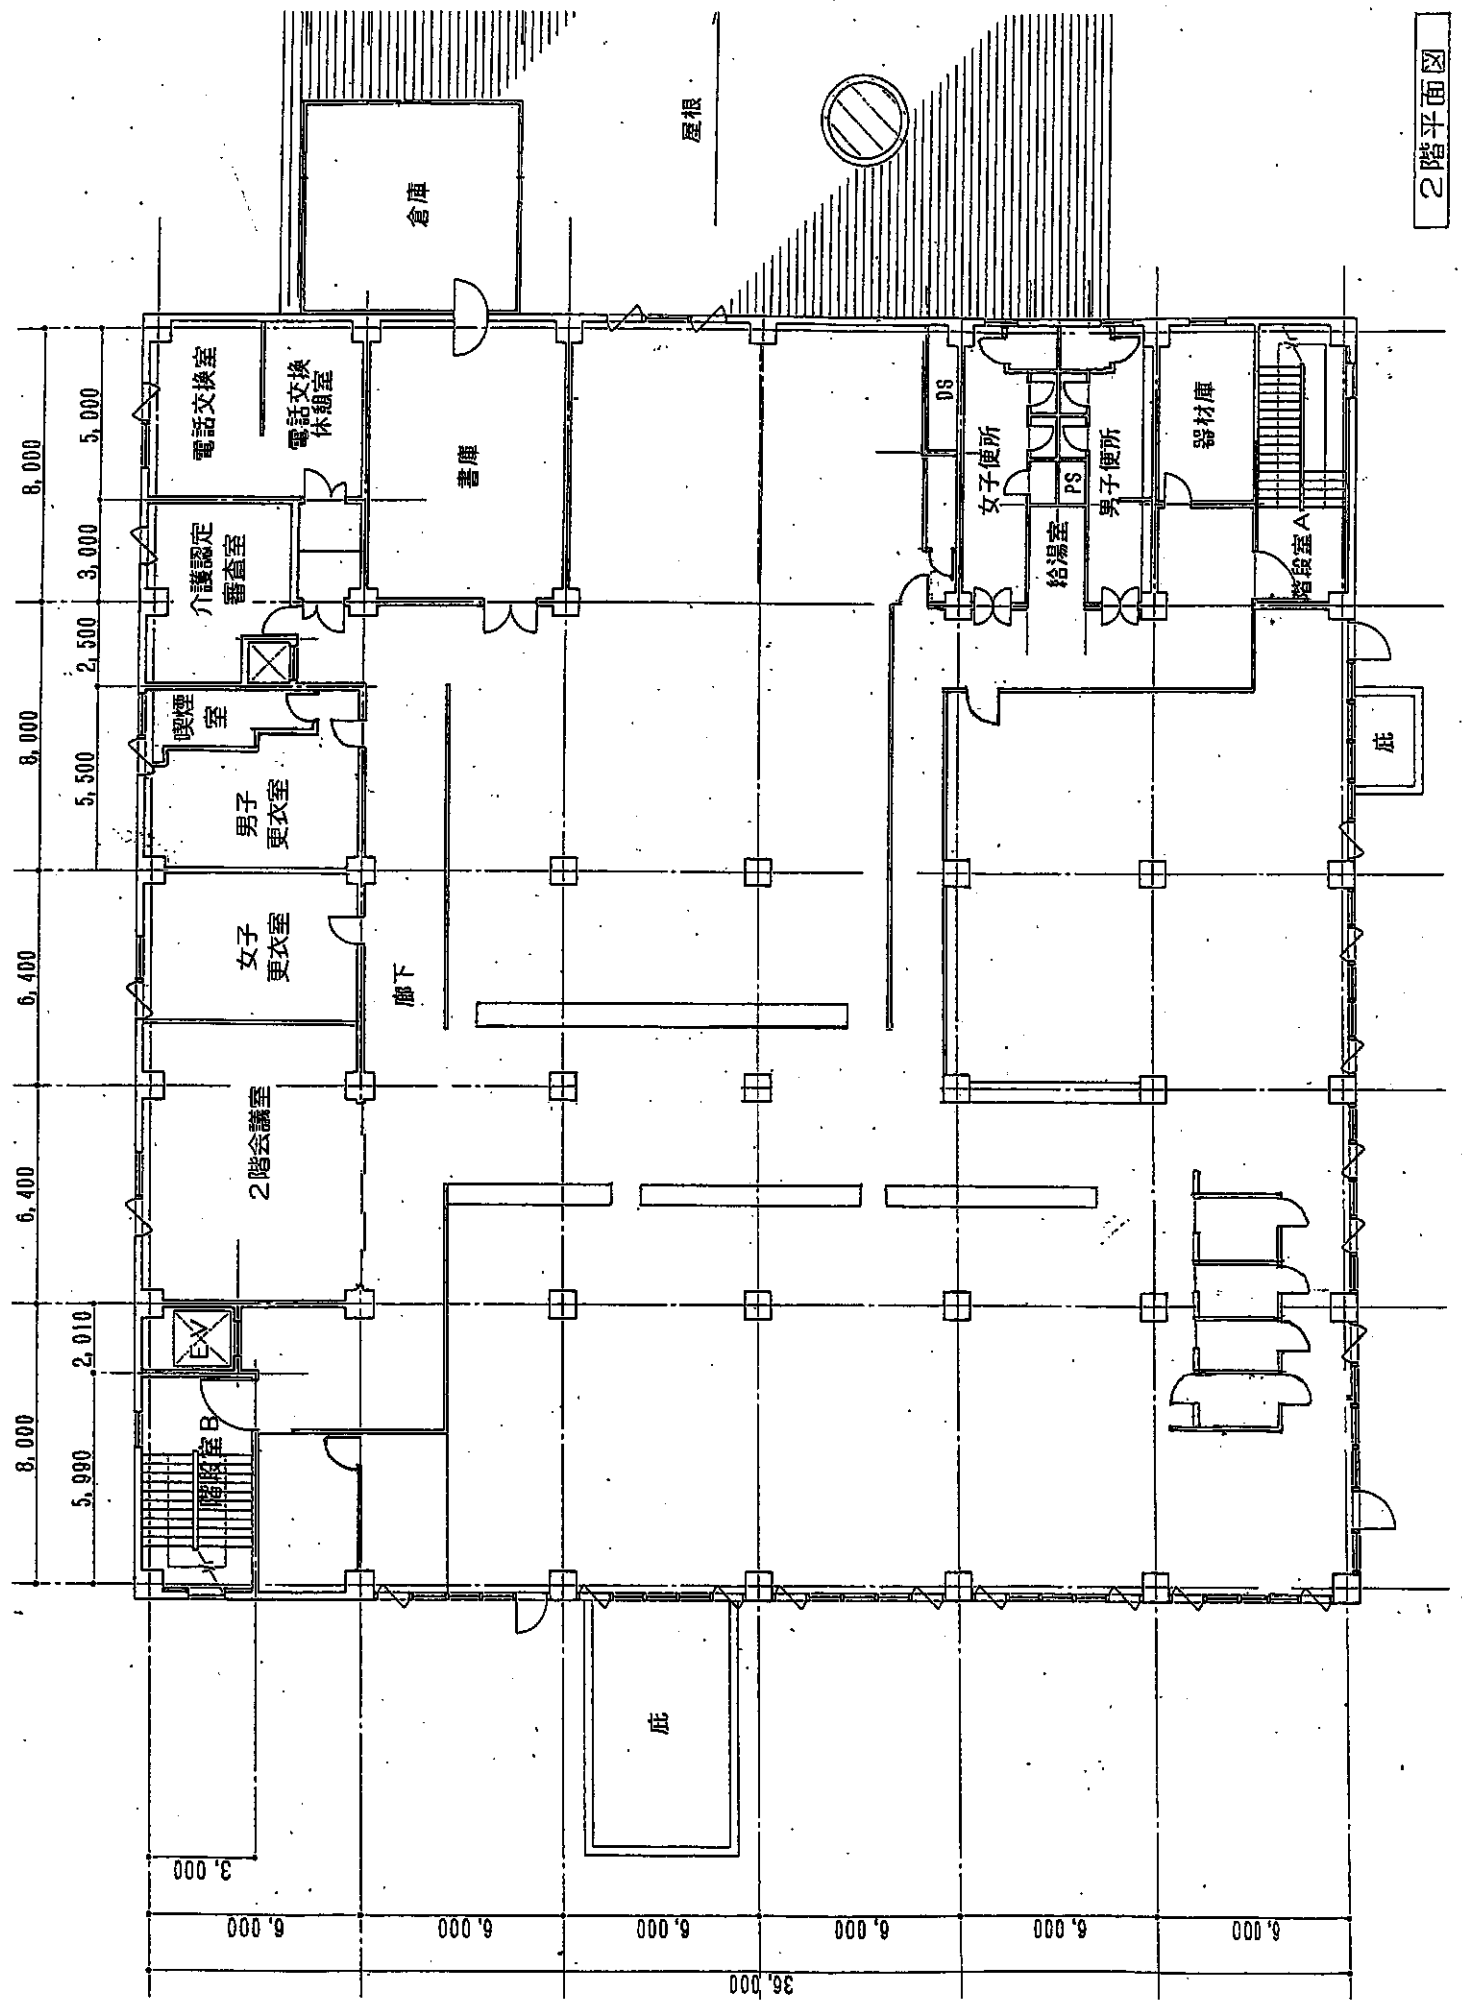 8,000
6,400
6,400
8,000
8,000
5,990
2,010
5,500
2,500
3,000
5,000
階段室B
EV
2階会議室
女子
更衣室
男子
更衣室
喫煙
室
介護認定
審査室
電話交換室
電話交換
休憩室
廊下
書庫
倉庫
屋根
DS
女子便所
給湯室
PS
男子便所
器材庫
階段室A
庇
庇
3,000
6,000
6,000
6,000
6,000
6,000
6,000
36,000
2階平面図